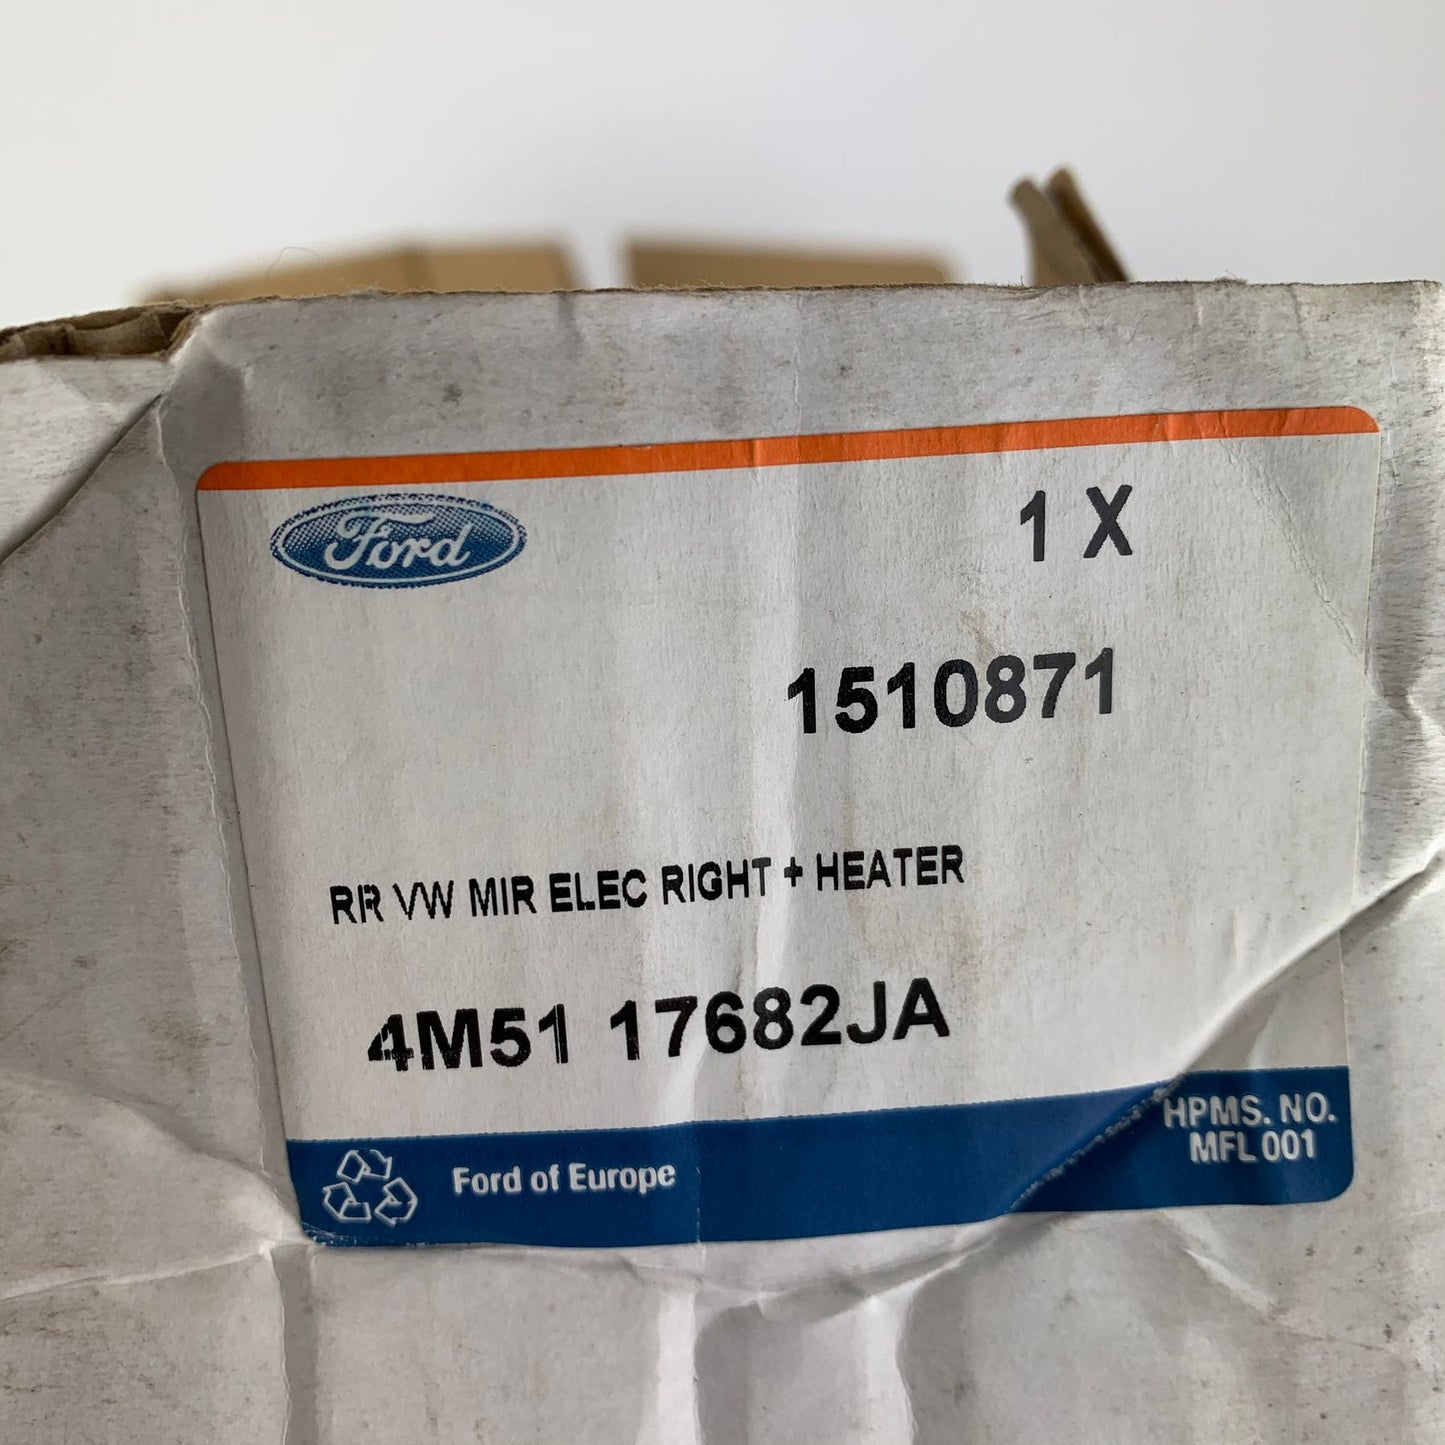 Ford
1 X
1510871
RR VW MIR ELEC RIGHT + HEATER
4M51 17682JA
Ford of Europe
HPMS. NO.
MFL 001